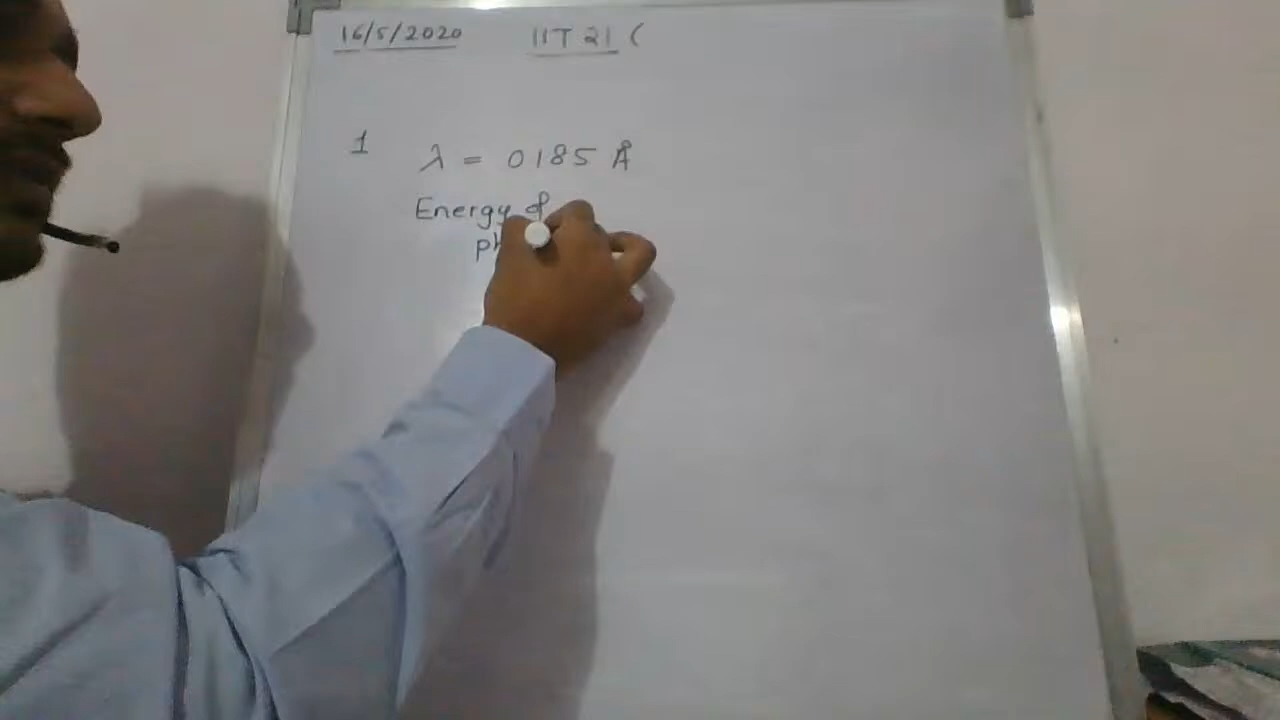 16/5/2020 IIT 21 (
1 λ = 0185 Å
Energy of